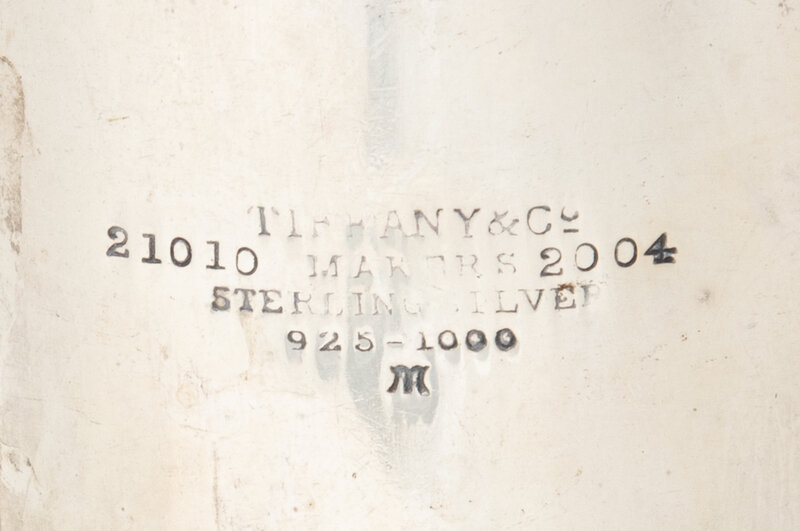 TIFFANY & Co
21010 MAKERS 2004
STERLING SILVER
925-1000
M